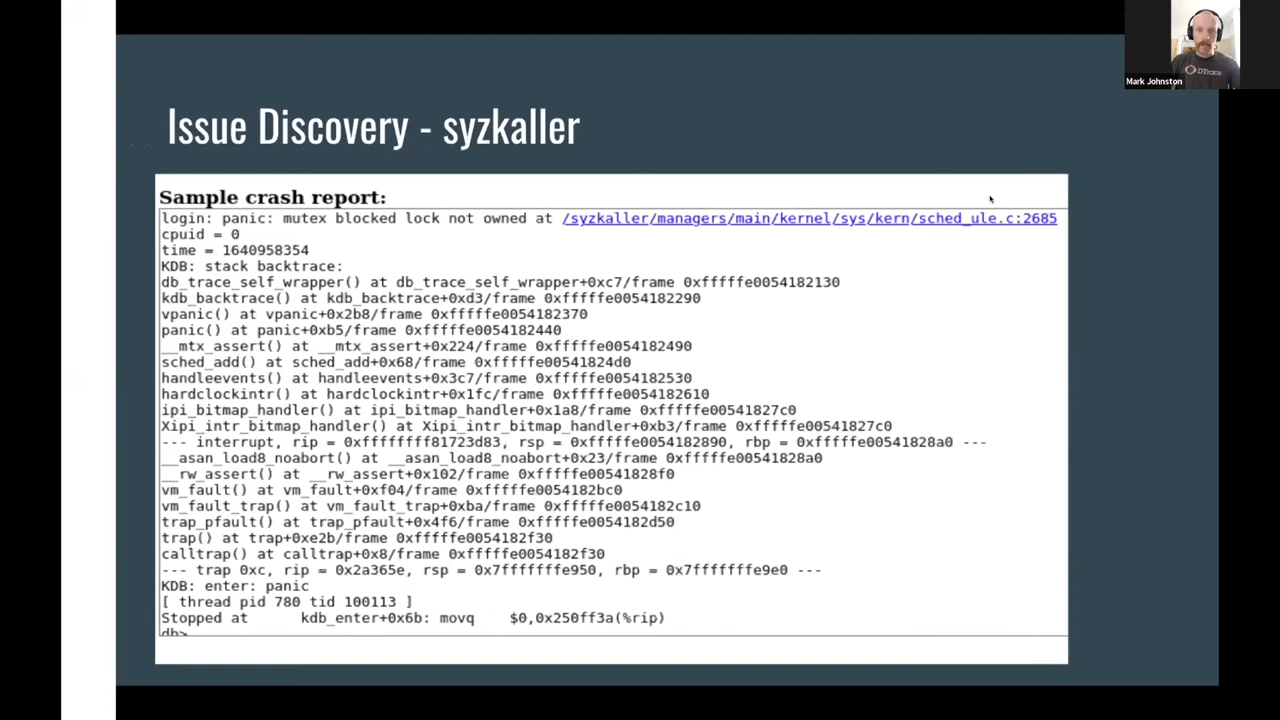 Issue Discovery - syzkaller
DTrace
Mark Johnston
Sample crash report:
login: panic: mutex blocked lock not owned at /syzkaller/managers/main/kernel/sys/kern/sched_ule.c:2685
cpuid = 0
time = 1640958354
KDB: stack backtrace:
db_trace_self_wrapper() at db_trace_self_wrapper+0xc7/frame 0xfffffe0054182130
kdb_backtrace() at kdb_backtrace+0xd3/frame 0xfffffe0054182290
vpanic() at vpanic+0x2b8/frame 0xfffffe0054182370
panic() at panic+0xb5/frame 0xfffffe0054182440
__mtx_assert() at __mtx_assert+0x224/frame 0xfffffe0054182490
sched_add() at sched_add+0x68/frame 0xfffffe00541824d0
handleevents() at handleevents+0x3c7/frame 0xfffffe0054182530
hardclockintr() at hardclockintr+0x1fc/frame 0xfffffe0054182610
ipi_bitmap_handler() at ipi_bitmap_handler+0x1a8/frame 0xfffffe00541827c0
Xipi_intr_bitmap_handler() at Xipi_intr_bitmap_handler+0xb3/frame 0xfffffe00541827c0
--- interrupt, rip = 0xffffffff81723d83, rsp = 0xfffffe0054182890, rbp = 0xfffffe00541828a0 ---
__asan_load8_noabort() at __asan_load8_noabort+0x23/frame 0xfffffe00541828a0
__rw_assert() at __rw_assert+0x102/frame 0xfffffe00541828f0
vm_fault() at vm_fault+0xf04/frame 0xfffffe0054182bc0
vm_fault_trap() at vm_fault_trap+0xba/frame 0xfffffe0054182c10
trap_pfault() at trap_pfault+0x4f6/frame 0xfffffe0054182d50
trap() at trap+0xe2b/frame 0xfffffe0054182f30
calltrap() at calltrap+0x8/frame 0xfffffe0054182f30
--- trap 0xc, rip = 0x2a365e, rsp = 0x7fffffffe950, rbp = 0x7fffffffe9e0 ---
KDB: enter: panic
[ thread pid 780 tid 100113 ]
Stopped at kdb_enter+0x6b: movq $0,0x250ff3a(%rip)
db>